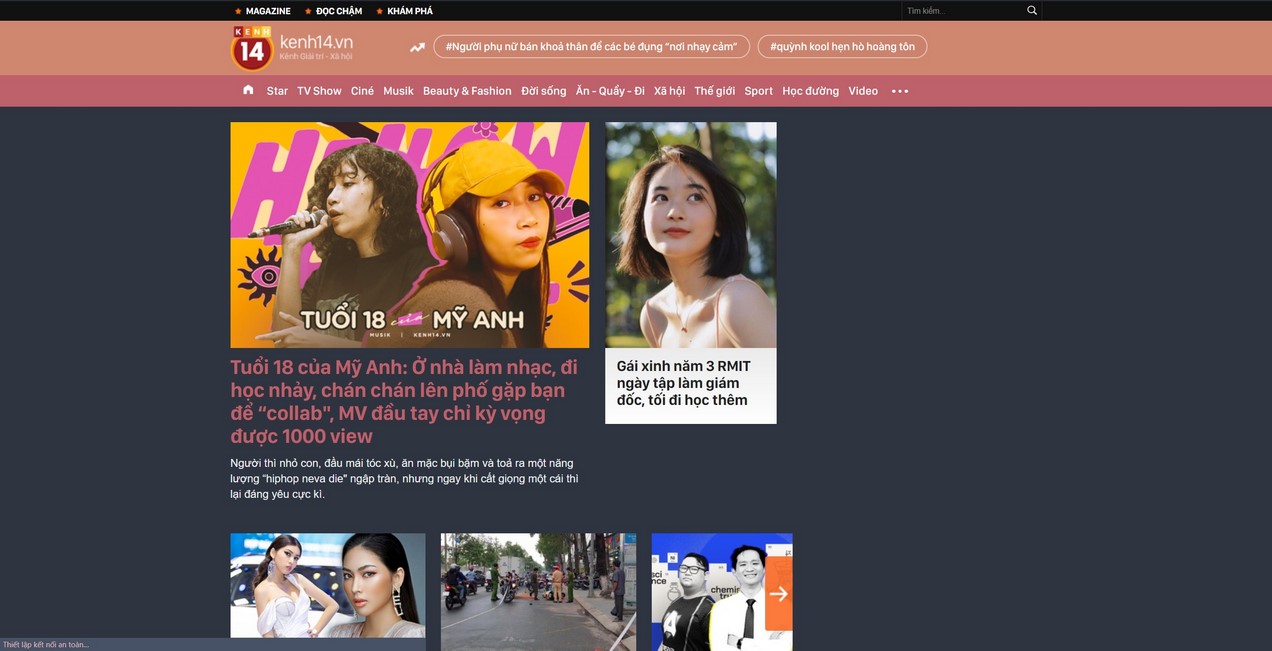 MAGAZINE
ĐỌC CHẬM
KHÁM PHÁ
Tìm kiếm...
KENH
14
kenh14.vn
Kênh Giải trí - Xã hội
#Người phụ nữ bán khoả thân để các bé đụng "nơi nhạy cảm"
#quỳnh kool hẹn hò hoàng tôn
Star TV Show Ciné Musik Beauty & Fashion Đời sống Ăn - Quẩy - Đi Xã hội Thế giới Sport Học đường Video
TUỔI 18 của MỸ ANH
MUSIK | KENH14.VN
Tuổi 18 của Mỹ Anh: Ở nhà làm nhạc, đi
học nhảy, chán chán lên phố gặp bạn
để “collab", MV đầu tay chỉ kỳ vọng
được 1000 view
Người thì nhỏ con, đầu mái tóc xù, ăn mặc bụi bặm và toả ra một năng
lượng “hiphop neva die" ngập tràn, nhưng ngay khi cất giọng một cái thì
lại đáng yêu cực kì.
Gái xinh năm 3 RMIT
ngày tập làm giám
đốc, tối đi học thêm
Thiết lập kết nối an toàn...